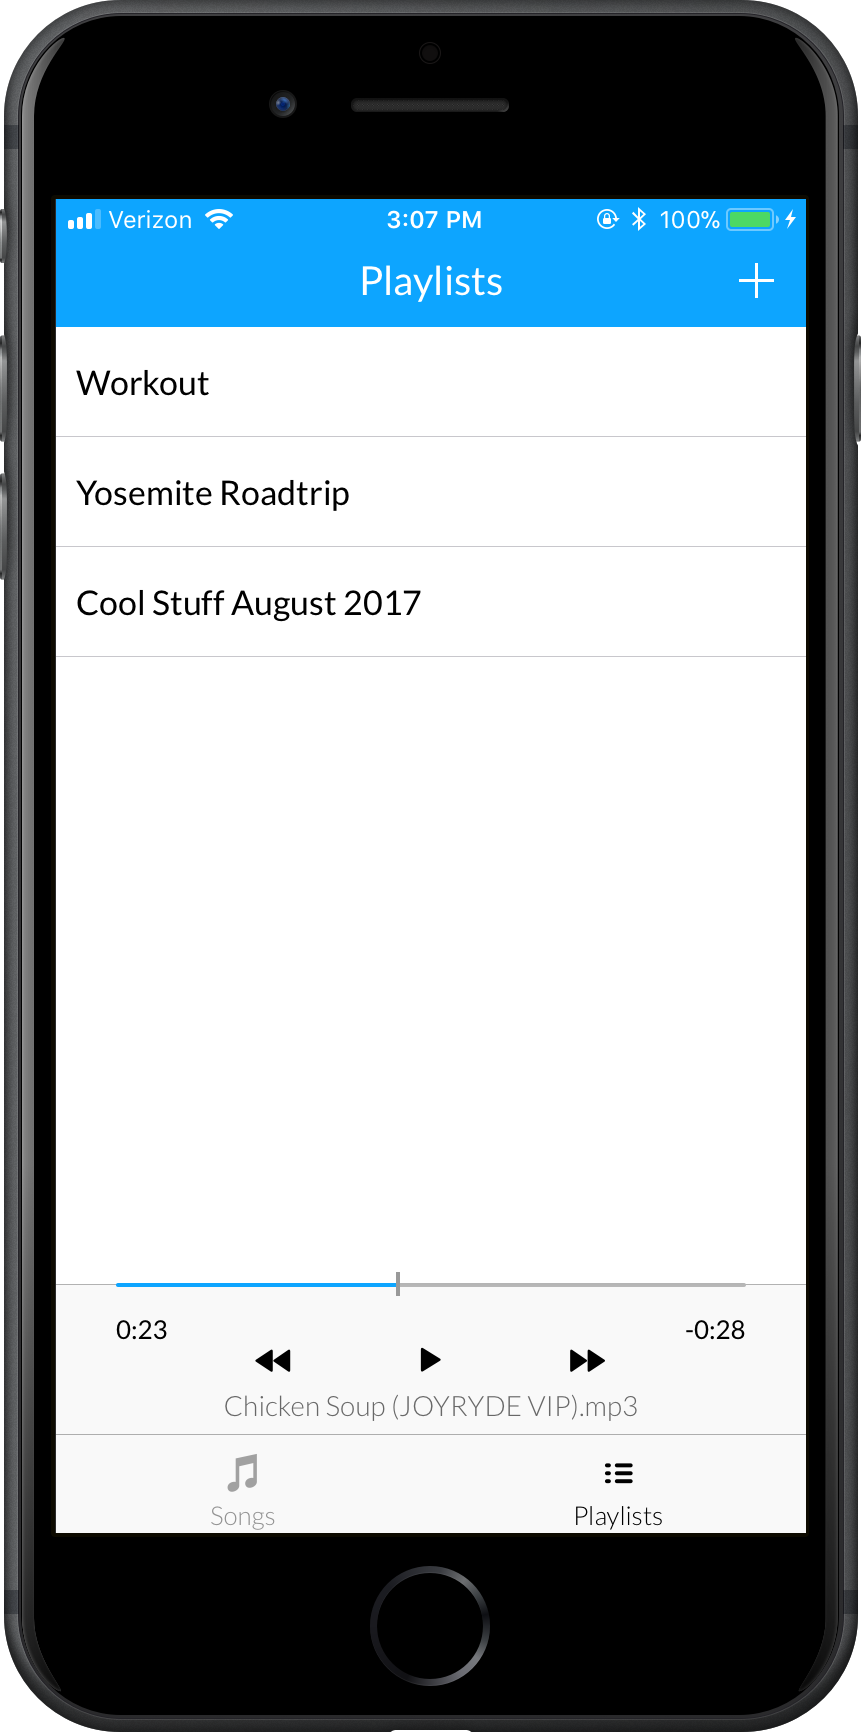 Verizon 3:07 PM 100%
Playlists
Workout
Yosemite Roadtrip
Cool Stuff August 2017
0:23 -0:28
Chicken Soup (JOYRYDE VIP).mp3
Songs Playlists